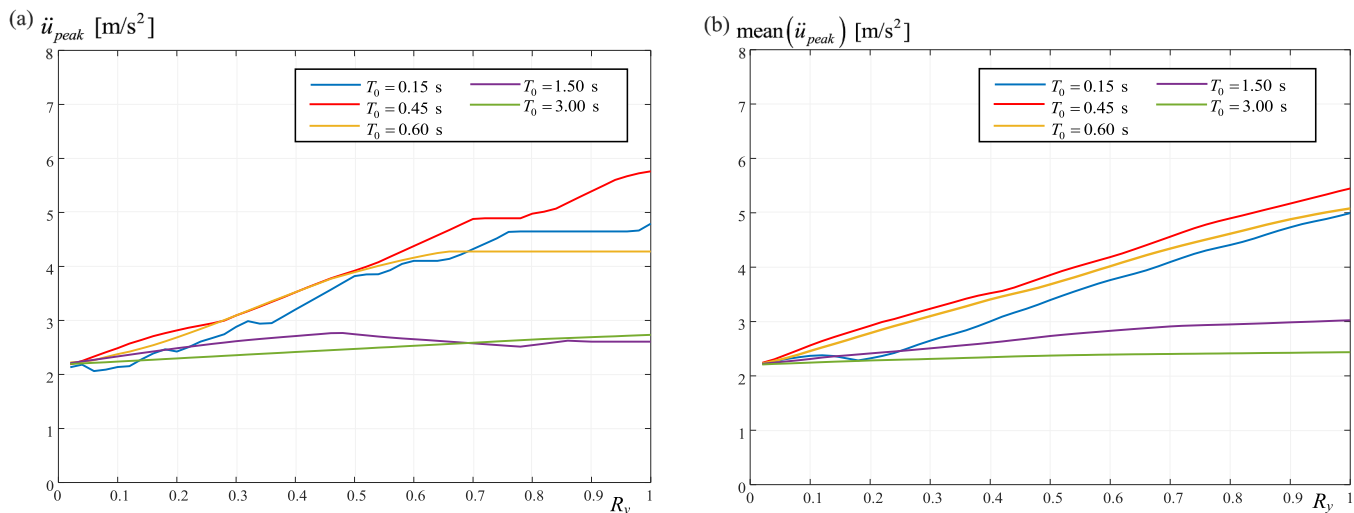 (a) ü_peak [m/s²]
8
7
6
5
4
3
2
1
0
0 0.1 0.2 0.3 0.4 0.5 0.6 0.7 0.8 0.9 1
R_y
T_0 = 0.15 s T_0 = 1.50 s
T_0 = 0.45 s T_0 = 3.00 s
T_0 = 0.60 s
(b) mean(ü_peak) [m/s²]
8
7
6
5
4
3
2
1
0
0 0.1 0.2 0.3 0.4 0.5 0.6 0.7 0.8 0.9 1
R_y
T_0 = 0.15 s T_0 = 1.50 s
T_0 = 0.45 s T_0 = 3.00 s
T_0 = 0.60 s